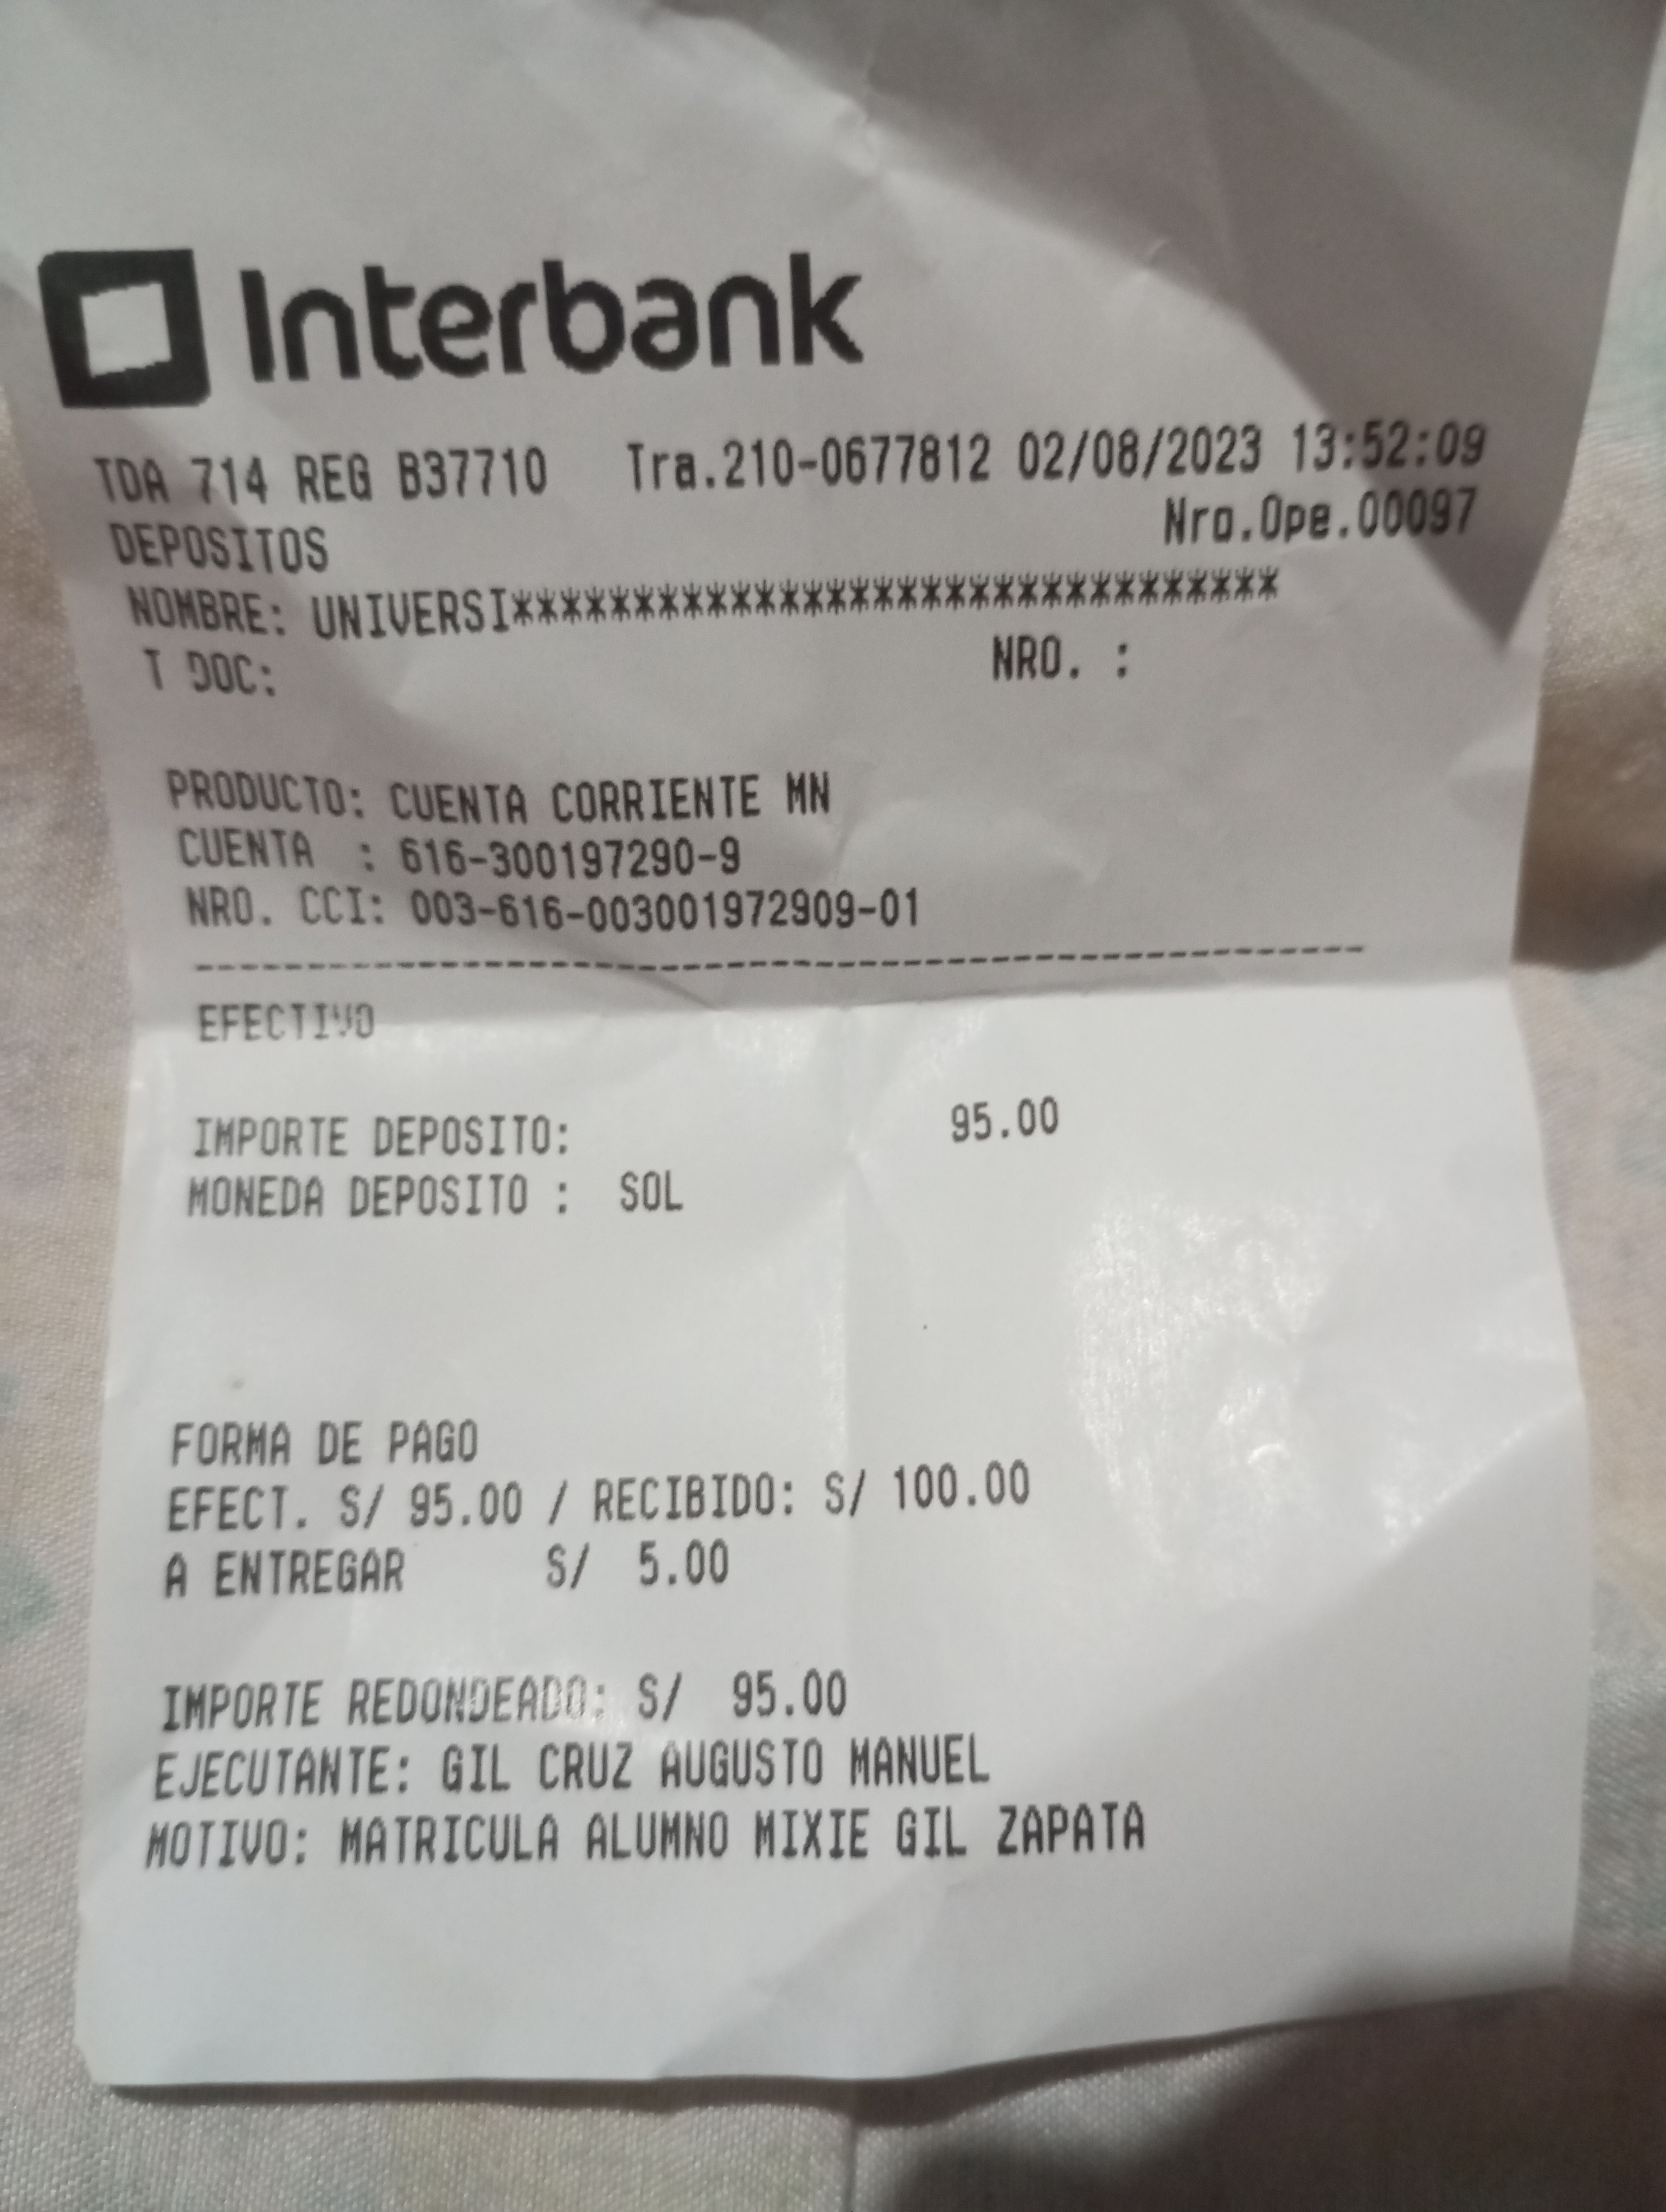 Interbank
TDA 714 REG B37710 Tra.210-0677812 02/08/2023 13:52:09
DEPOSITOS Nro.Ope.00097
NOMBRE: UNIVERSI********************************
T DOC: NRO. :
PRODUCTO: CUENTA CORRIENTE MN
CUENTA : 616-300197290-9
NRO. CCI: 003-616-003001972909-01
--------------------------------------------------
EFECTIVO
IMPORTE DEPOSITO: 95.00
MONEDA DEPOSITO : SOL
FORMA DE PAGO
EFECT. S/ 95.00 / RECIBIDO: S/ 100.00
A ENTREGAR S/ 5.00
IMPORTE REDONDEADO: S/ 95.00
EJECUTANTE: GIL CRUZ AUGUSTO MANUEL
MOTIVO: MATRICULA ALUMNO MIXIE GIL ZAPATA